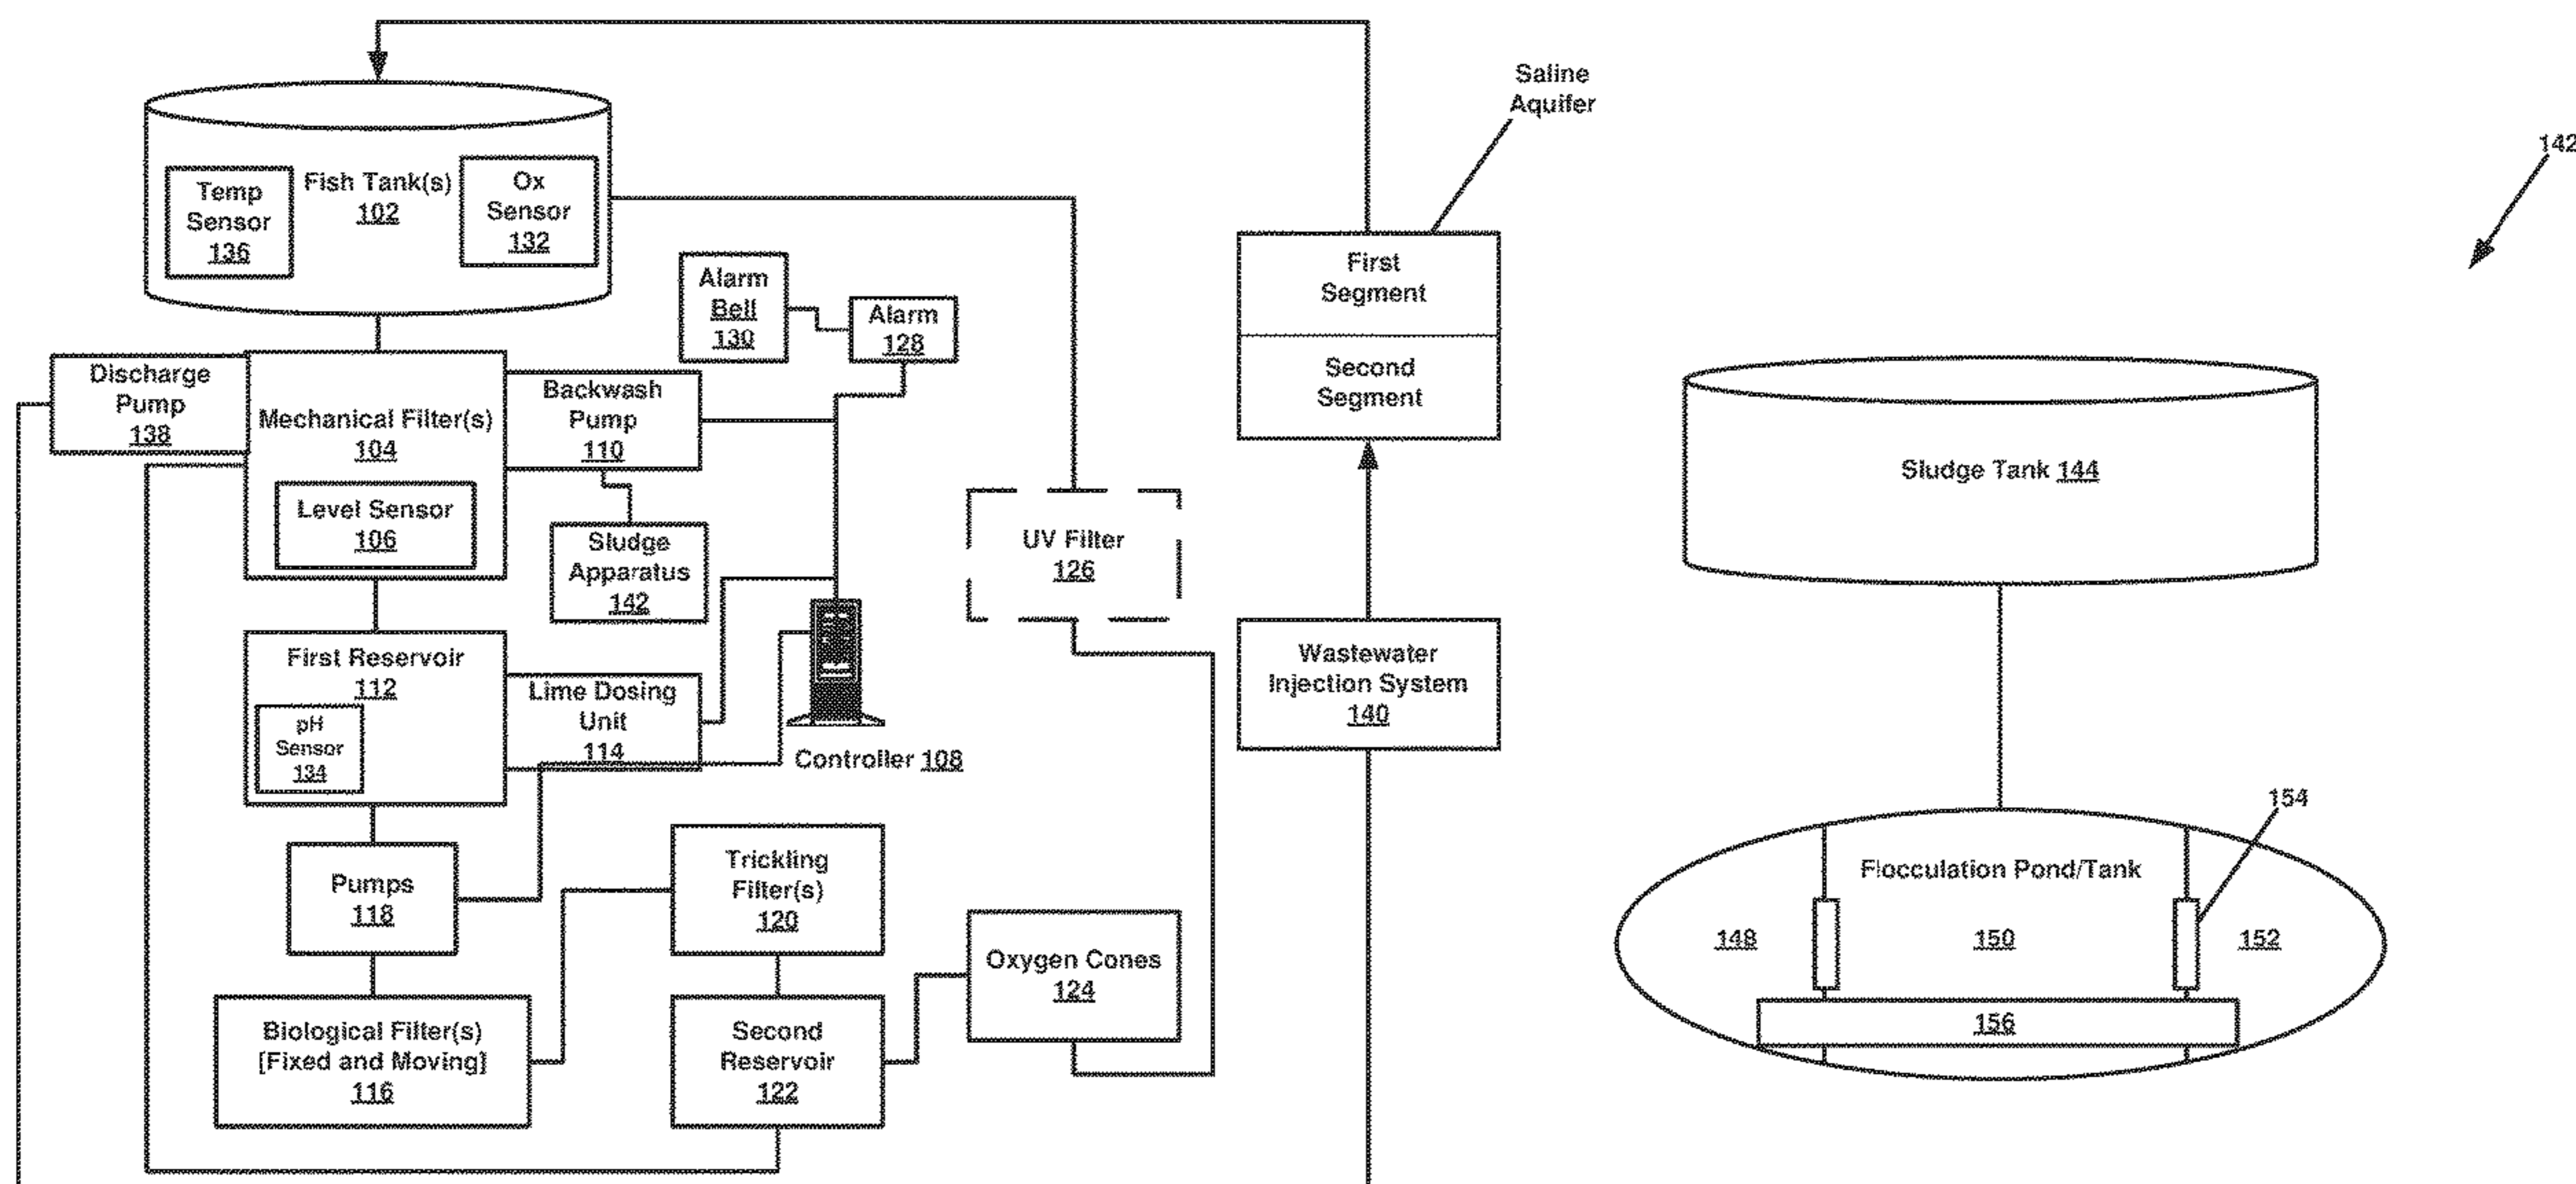 Saline
Aquifer
142
Temp
Sensor
136
Fish Tank(s)
102
Ox
Sensor
132
Alarm
Bell
130
Alarm
128
First
Segment
Second
Segment
Discharge
Pump
138
Mechanical Filter(s)
104
Level Sensor
106
Backwash
Pump
110
Sludge
Apparatus
142
UV Filter
126
Sludge Tank 144
First Reservoir
112
pH
Sensor
134
Lime Dosing
Unit
114
Controller 108
Wastewater
Injection System
140
Pumps
118
Trickling
Filter(s)
120
Biological Filter(s)
[Fixed and Moving]
116
Second
Reservoir
122
Oxygen Cones
124
154
Flocculation Pond/Tank
148
150
152
156